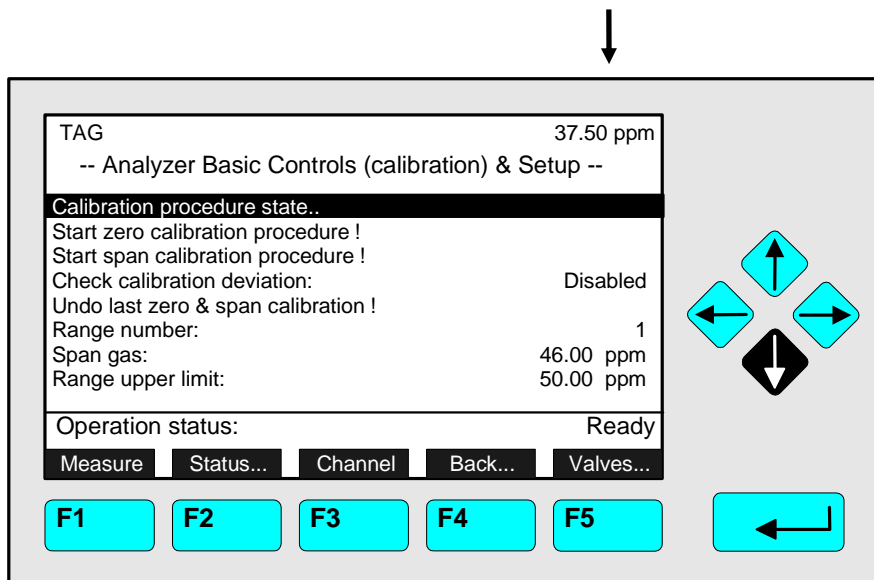 TAG 37.50 ppm
-- Analyzer Basic Controls (calibration) & Setup --
Calibration procedure state..
Start zero calibration procedure !
Start span calibration procedure !
Check calibration deviation: Disabled
Undo last zero & span calibration !
Range number: 1
Span gas: 46.00 ppm
Range upper limit: 50.00 ppm
Operation status: Ready
Measure Status... Channel Back... Valves...
F1 F2 F3 F4 F5